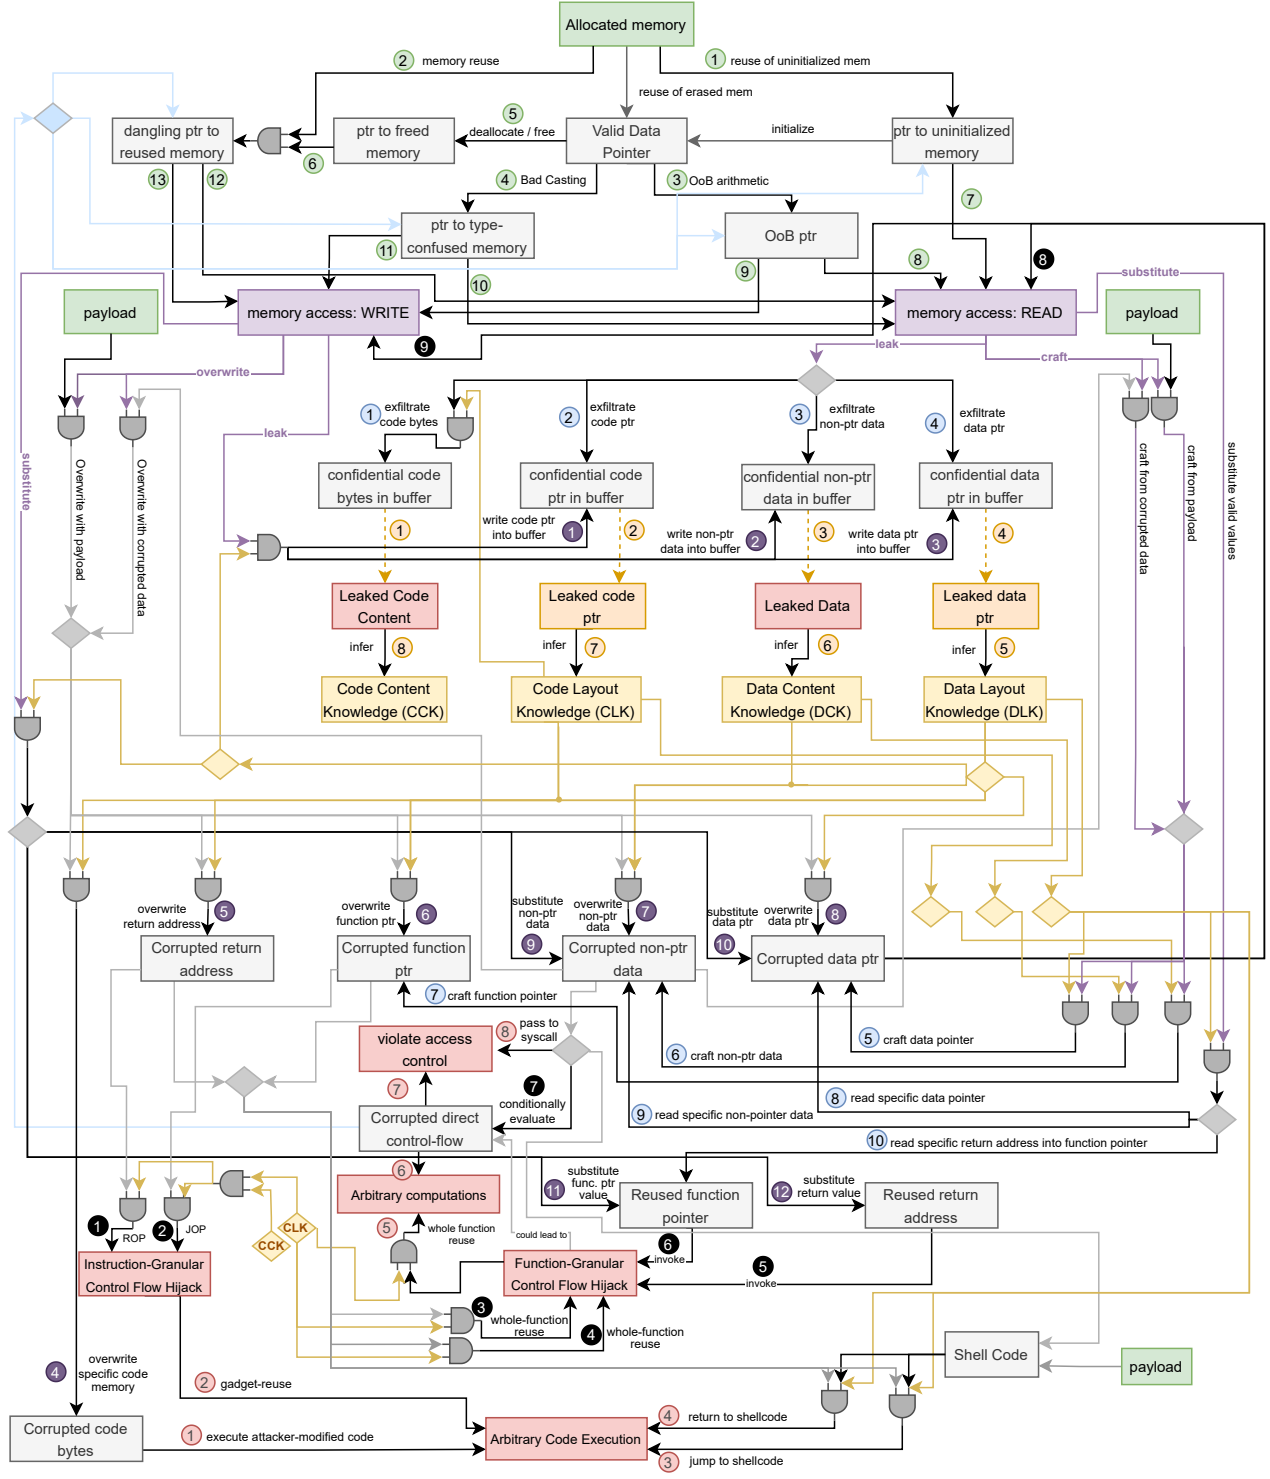 Allocated memory
2 memory reuse
1 reuse of uninitialized mem
reuse of erased mem
5
deallocate / free
initialize
dangling ptr to
reused memory
ptr to freed
memory
Valid Data
Pointer
ptr to uninitialized
memory
6
13
12
4 Bad Casting
3 OoB arithmetic
7
ptr to type-
confused memory
OoB ptr
11
10
9
8
8
substitute
payload
memory access: WRITE
memory access: READ
payload
9
leak
craft
overwrite
leak
substitute
1 exfiltrate
code bytes
2 exfiltrate
code ptr
3 exfiltrate
non-ptr data
4 exfiltrate
data ptr
Overwrite with payload
Overwrite with corrupted data
craft from corrupted data
craft from payload
substitute valid values
confidential code
bytes in buffer
confidential code
ptr in buffer
confidential non-ptr
data in buffer
confidential data
ptr in buffer
1
write code ptr
into buffer
1
2
write non-ptr
data into buffer
2
3
write data ptr
into buffer
3
4
Leaked Code
Content
Leaked code
ptr
Leaked Data
Leaked data
ptr
infer 8
infer 7
infer 6
infer 5
Code Content
Knowledge (CCK)
Code Layout
Knowledge (CLK)
Data Content
Knowledge (DCK)
Data Layout
Knowledge (DLK)
overwrite
return address
5
overwrite
function ptr
6
substitute
non-ptr
data
9
overwrite
non-ptr
data
7
substitute
data ptr
10
overwrite
data ptr
8
Corrupted return
address
Corrupted function
ptr
Corrupted non-ptr
data
Corrupted data ptr
7 craft function pointer
8 pass to
syscall
violate access
control
5 craft data pointer
6 craft non-ptr data
7
7
conditionally
evaluate
8 read specific data pointer
9 read specific non-pointer data
10 read specific return address into function pointer
Corrupted direct
control-flow
6
Arbitrary computations
11
substitute
func. ptr
value
Reused function
pointer
12
substitute
return value
Reused return
address
1
ROP
2
JOP
CLK
CCK
5 whole function
reuse
could lead to
6
invoke
5
invoke
Instruction-Granular
Control Flow Hijack
Function-Granular
Control Flow Hijack
3
whole-function
reuse
4
whole-function
reuse
Shell Code
payload
4
overwrite
specific code
memory
2 gadget-reuse
Corrupted code
bytes
1 execute attacker-modified code
Arbitrary Code Execution
4 return to shellcode
3 jump to shellcode